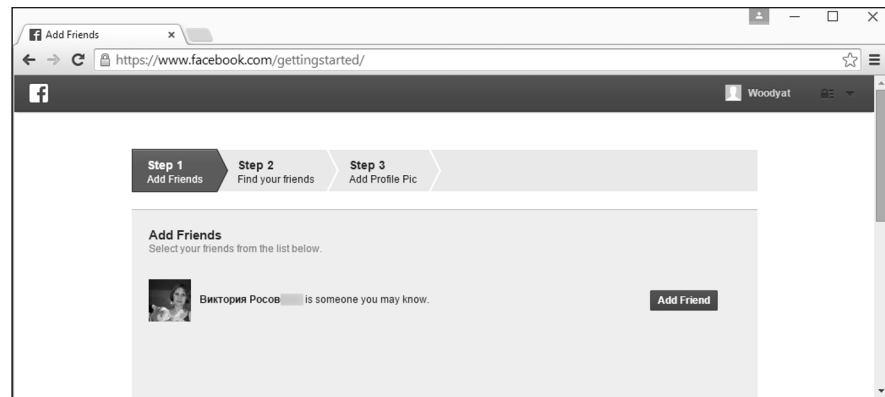 Add Friends
https://www.facebook.com/gettingstarted/
Woodyat
Step 1
Add Friends
Step 2
Find your friends
Step 3
Add Profile Pic
Add Friends
Select your friends from the list below.
Виктория Росов is someone you may know.
Add Friend